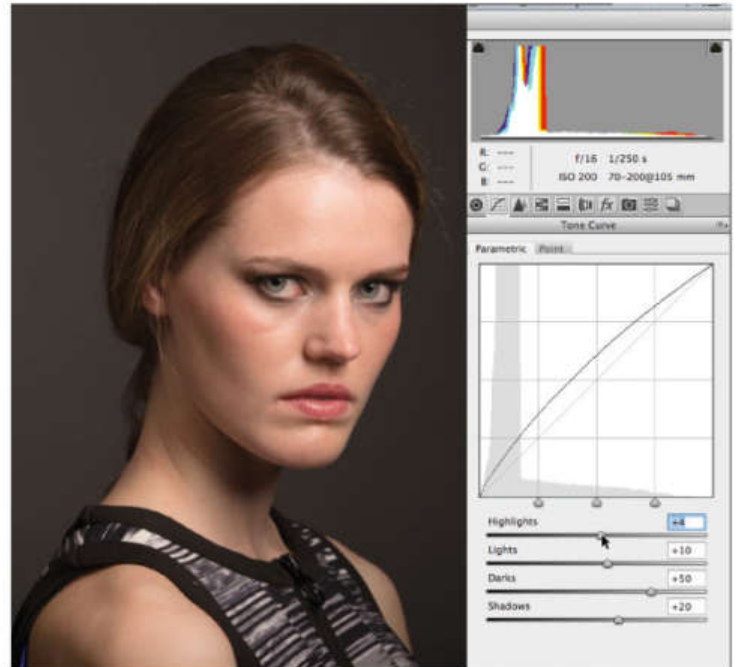 R: ---
G: ---
B: ---
f/16 1/250 s
ISO 200 70-200@105 mm
fx
Tone Curve
Parametric Point
Highlights +4
Lights +10
Darks +50
Shadows +20